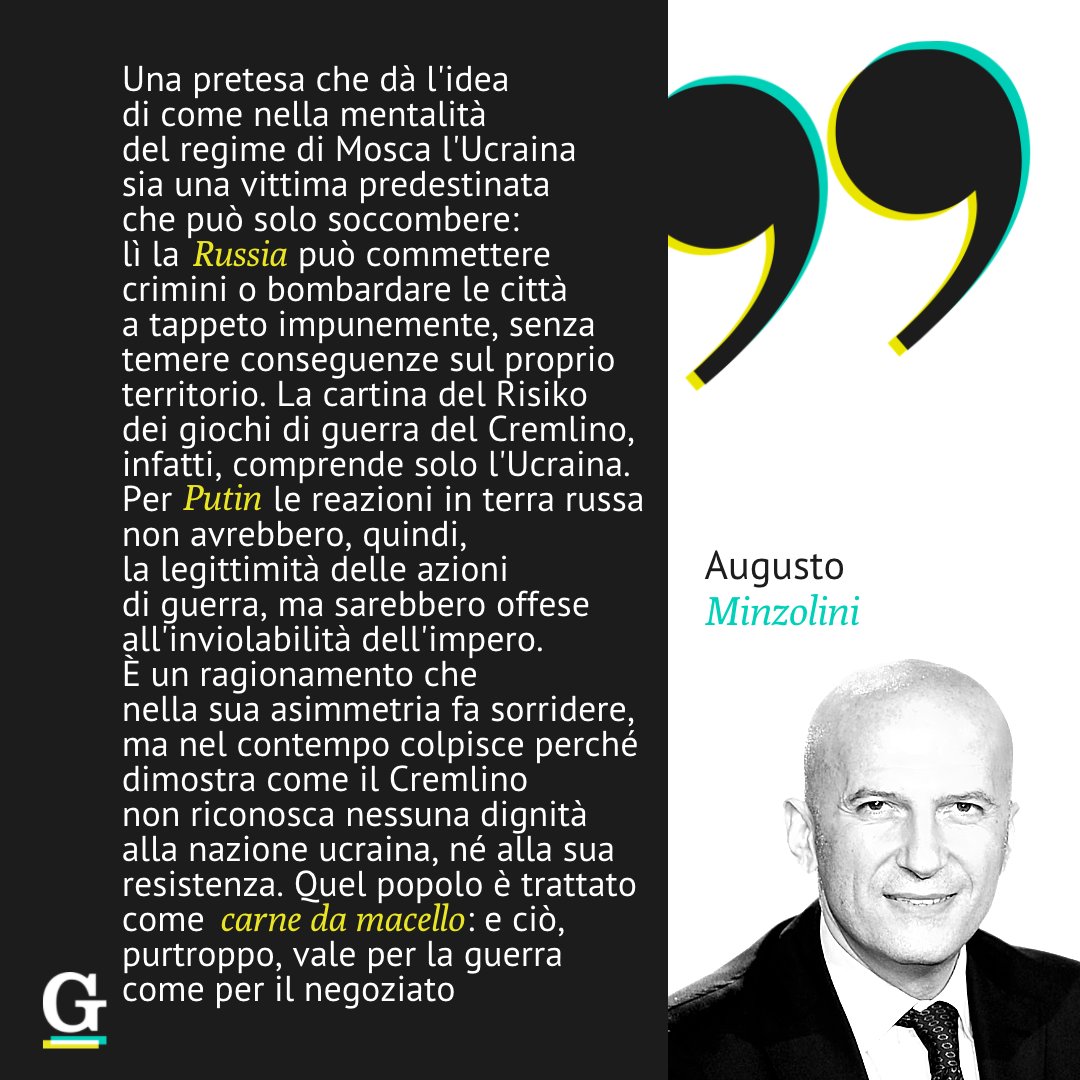 Una pretesa che dà l'idea
di come nella mentalità
del regime di Mosca l'Ucraina
sia una vittima predestinata
che può solo soccombere:
lì la Russia può commettere
crimini o bombardare le città
a tappeto impunemente, senza
temere conseguenze sul proprio
territorio. La cartina del Risiko
dei giochi di guerra del Cremlino,
infatti, comprende solo l'Ucraina.
Per Putin le reazioni in terra russa
non avrebbero, quindi,
la legittimità delle azioni
di guerra, ma sarebbero offese
all'inviolabilità dell'impero.
È un ragionamento che
nella sua asimmetria fa sorridere,
ma nel contempo colpisce perché
dimostra come il Cremlino
non riconosca nessuna dignità
alla nazione ucraina, né alla sua
resistenza. Quel popolo è trattato
come carne da macello: e ciò,
purtroppo, vale per la guerra
come per il negoziato
G
”
Augusto
Minzolini